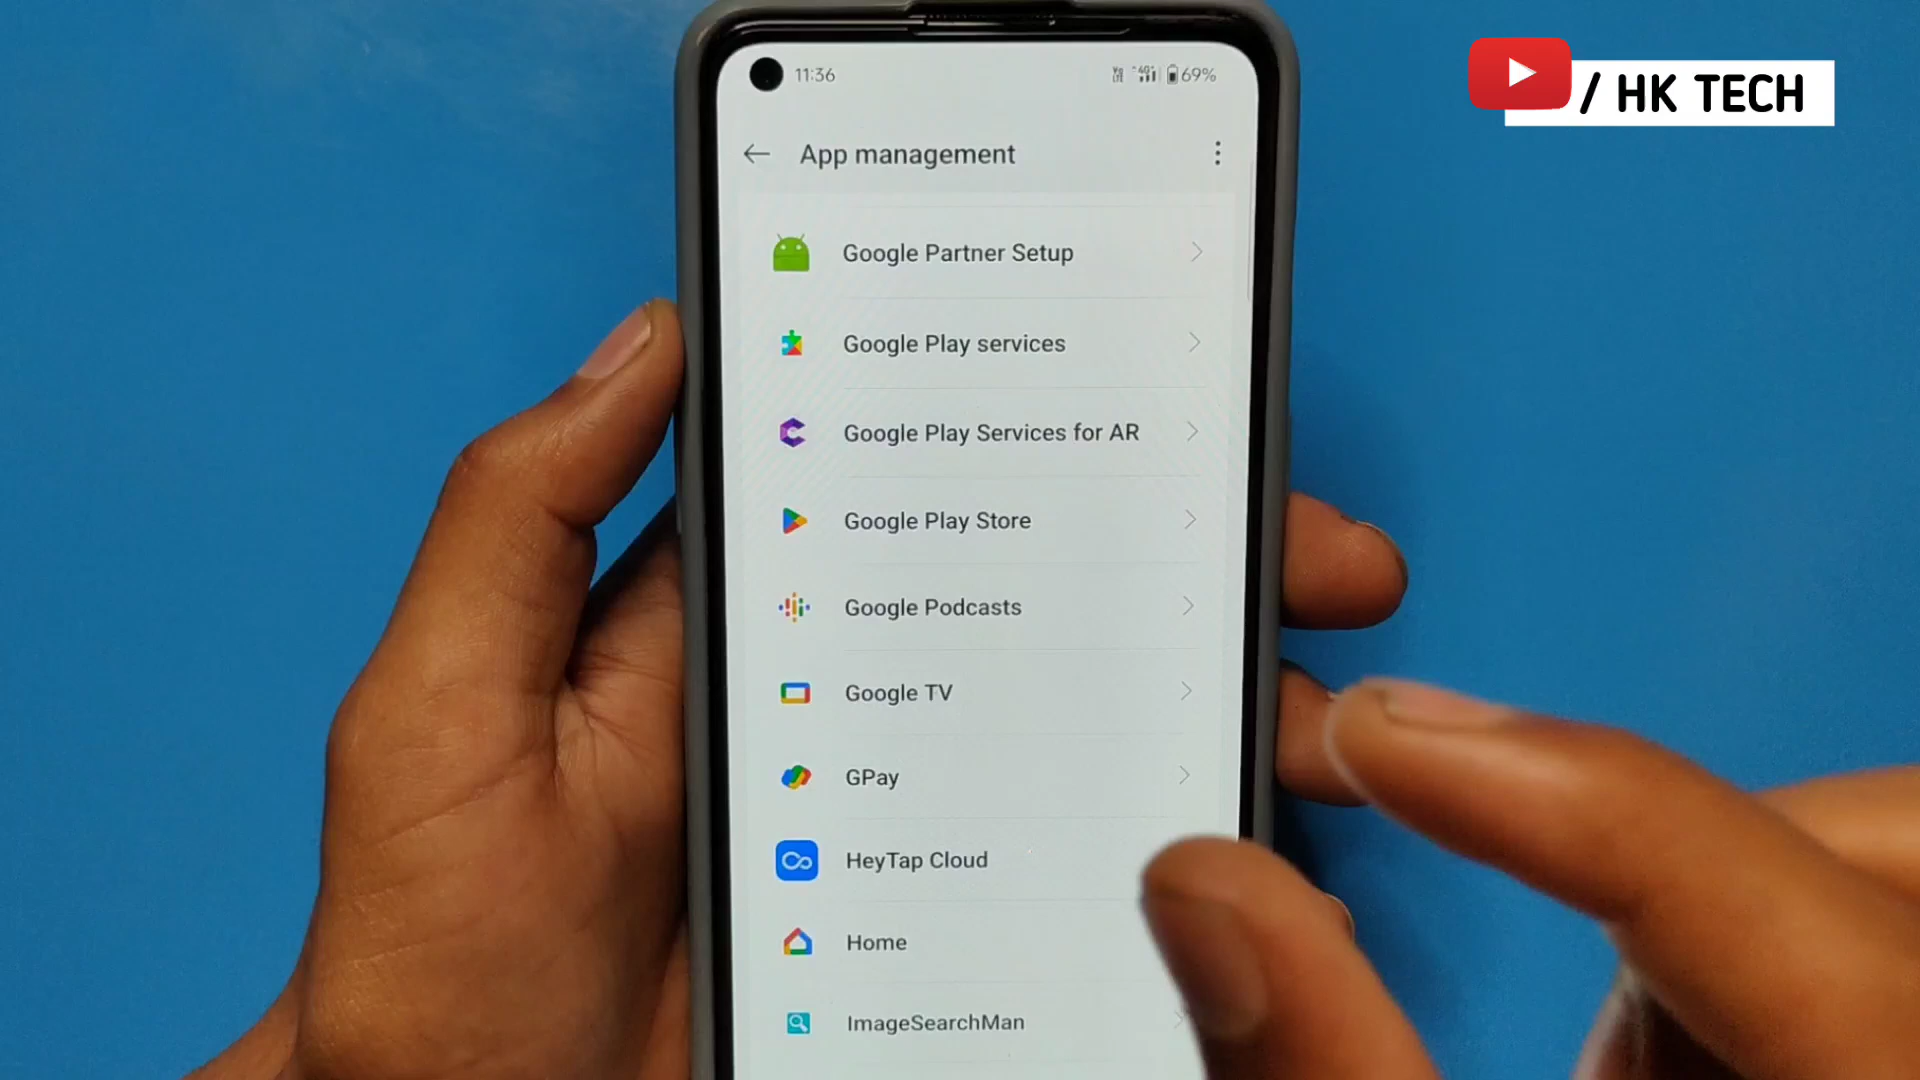 11:36
4G+
69%
/ HK TECH
App management
Google Partner Setup
Google Play services
Google Play Services for AR
Google Play Store
Google Podcasts
Google TV
GPay
HeyTap Cloud
Home
ImageSearchMan